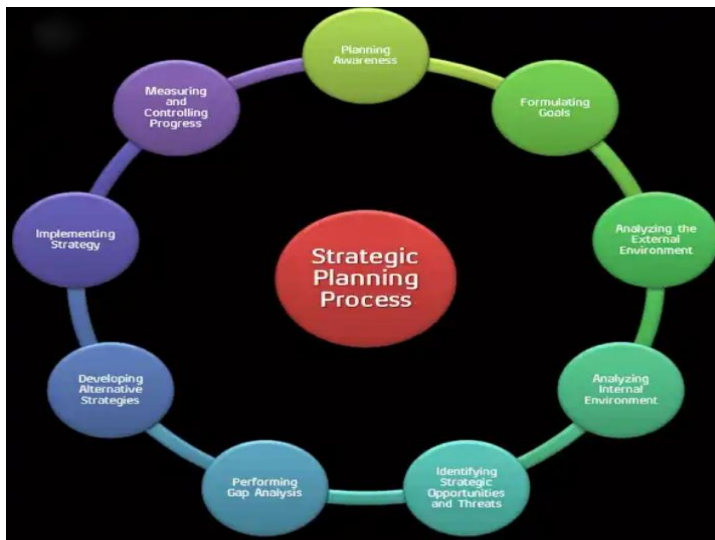 Planning
Awareness
Formulating
Goals
Analyzing the
External
Environment
Analyzing
Internal
Environment
Identifying
Strategic
Opportunities
and Threats
Performing
Gap Analysis
Developing
Alternative
Strategies
Implementing
Strategy
Measuring
and
Controlling
Progress
Strategic
Planning
Process